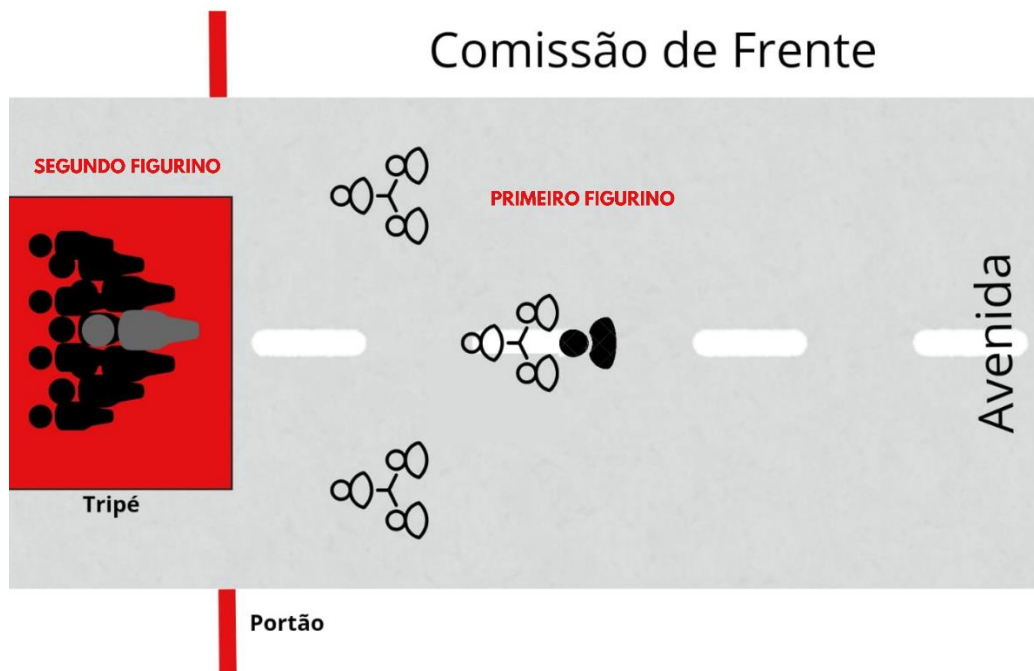 Comissão de Frente
SEGUNDO FIGURINO
PRIMEIRO FIGURINO
Avenida
Tripé
Portão